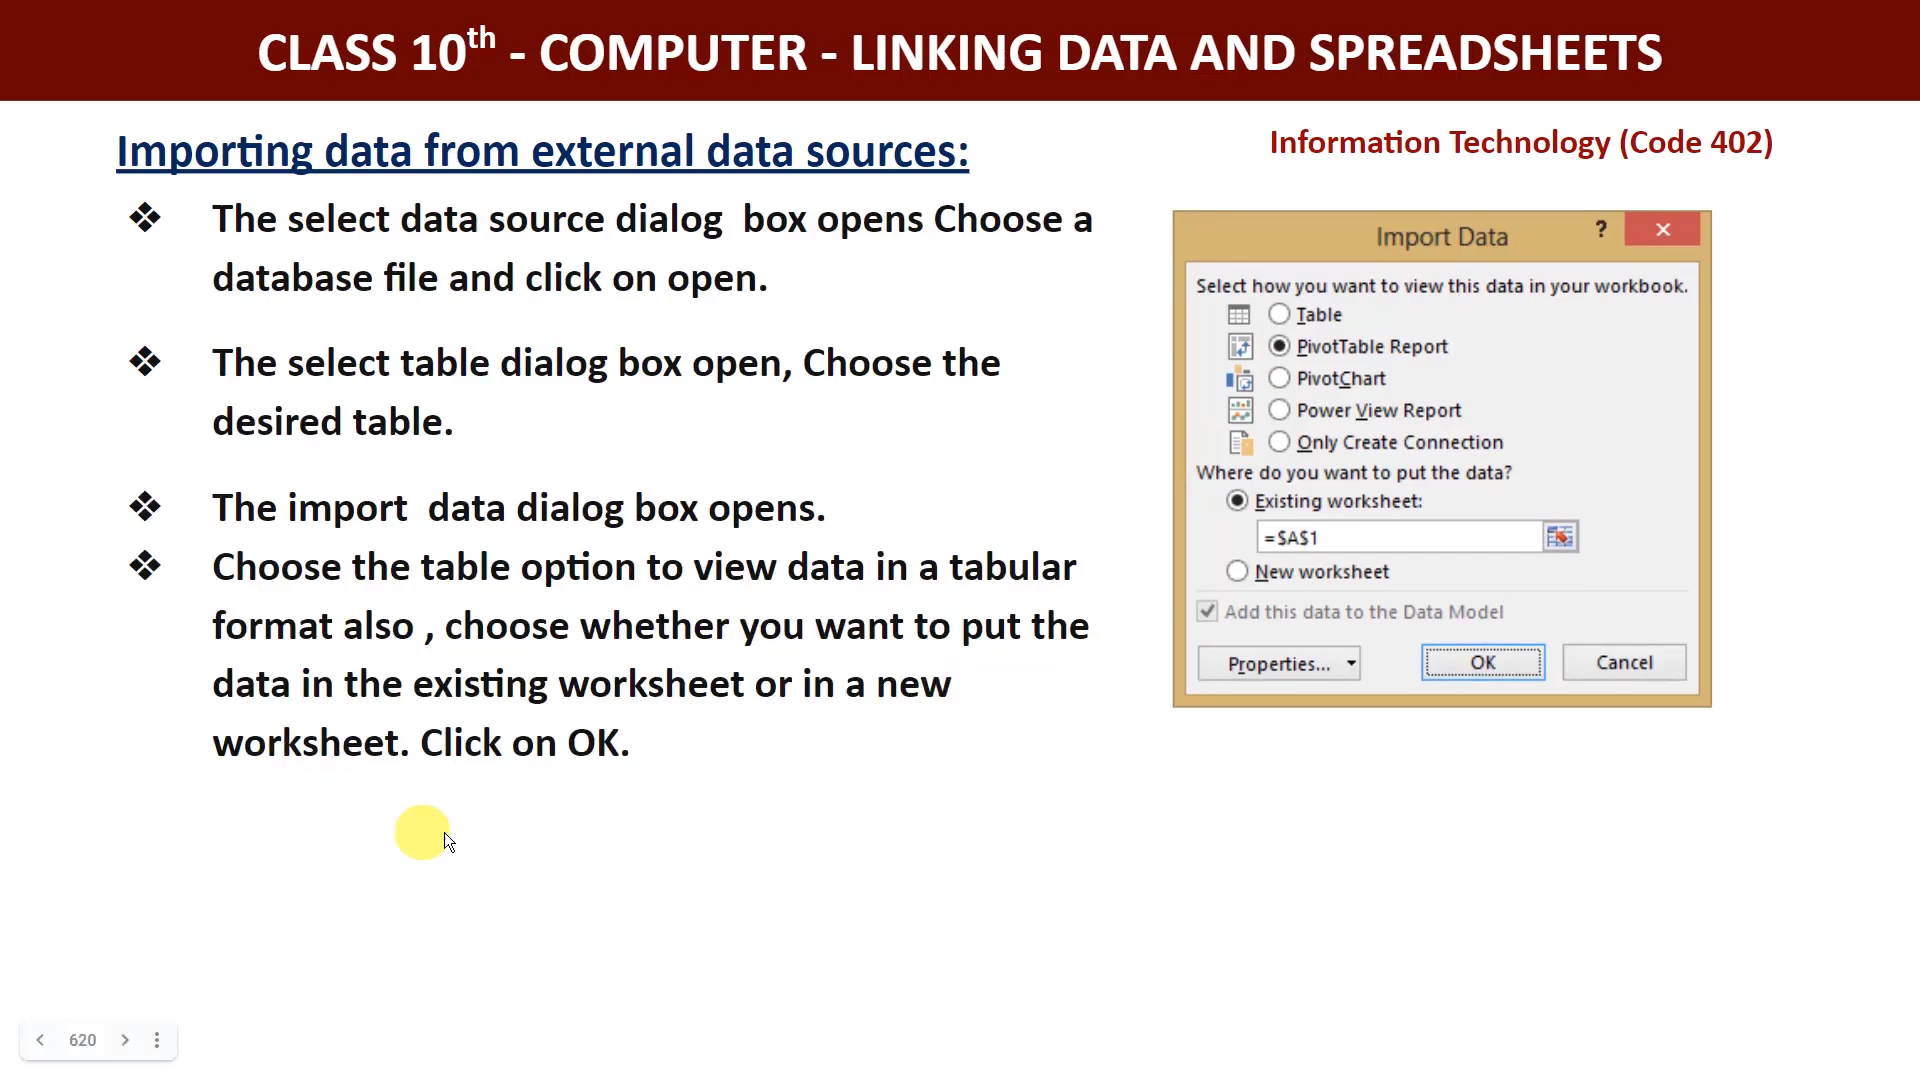 CLASS 10th - COMPUTER - LINKING DATA AND SPREADSHEETS
Importing data from external data sources:
Information Technology (Code 402)
❖ The select data source dialog box opens Choose a
database file and click on open.
❖ The select table dialog box open, Choose the
desired table.
❖ The import data dialog box opens.
❖ Choose the table option to view data in a tabular
format also , choose whether you want to put the
data in the existing worksheet or in a new
worksheet. Click on OK.
Import Data
?
Select how you want to view this data in your workbook.
Table
PivotTable Report
PivotChart
Power View Report
Only Create Connection
Where do you want to put the data?
Existing worksheet:
=$A$1
New worksheet
Add this data to the Data Model
Properties...
OK
Cancel
620